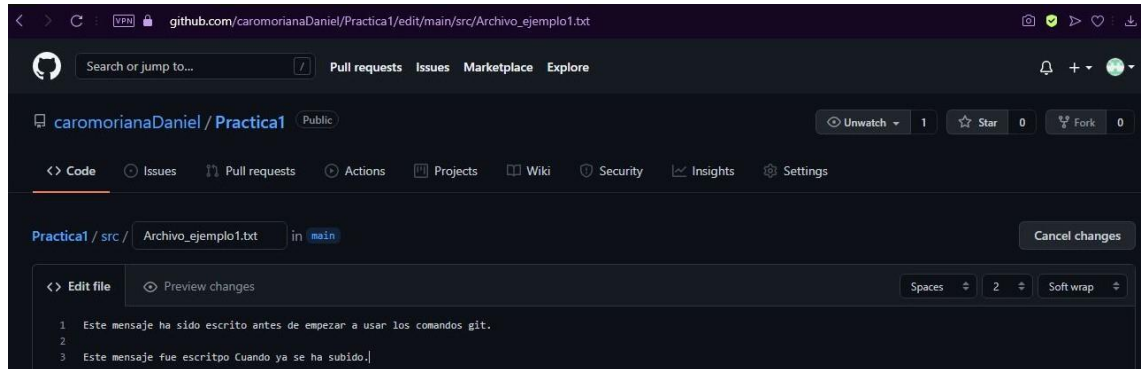 VPN github.com/caromorianaDaniel/Practica1/edit/main/src/Archivo_ejemplo1.txt
Search or jump to... / Pull requests Issues Marketplace Explore
caromorianaDaniel / Practica1 Public Unwatch 1 Star 0 Fork 0
<> Code Issues Pull requests Actions Projects Wiki Security Insights Settings
Practica1 / src / Archivo_ejemplo1.txt in main Cancel changes
<> Edit file Preview changes Spaces 2 Soft wrap
1 Este mensaje ha sido escrito antes de empezar a usar los comandos git.
2
3 Este mensaje fue escritpo Cuando ya se ha subido.